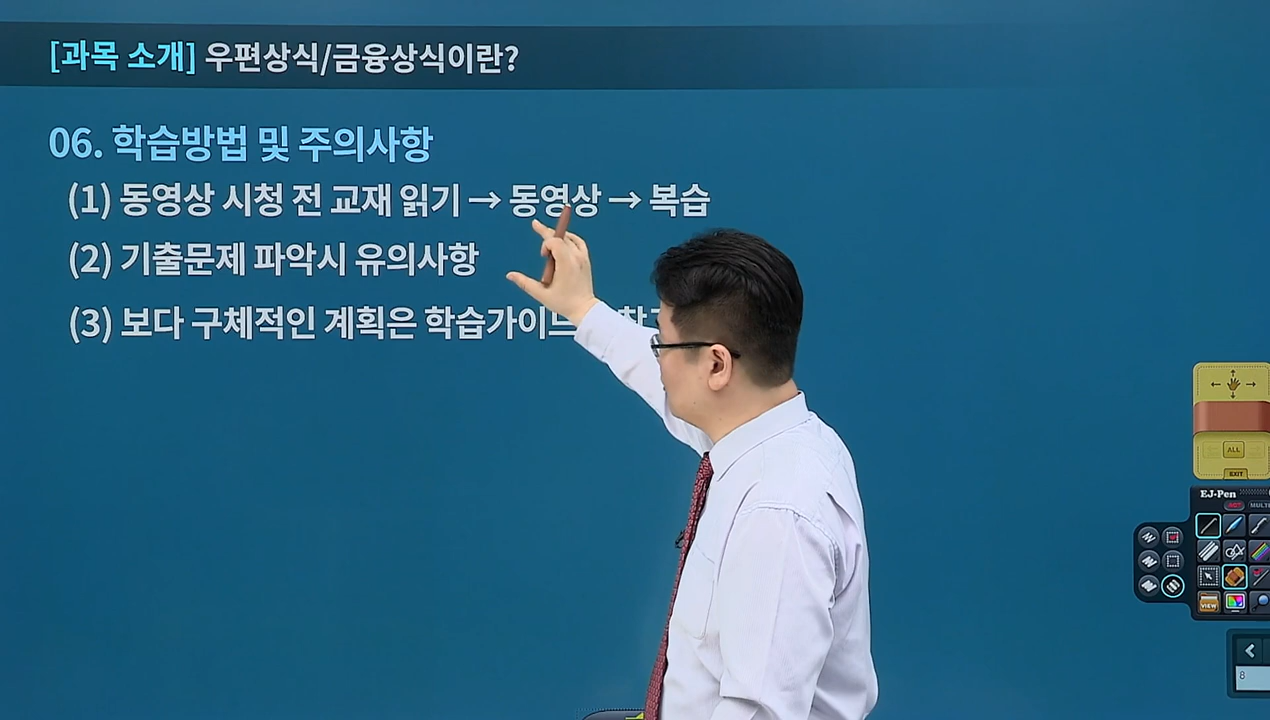 [과목 소개] 우편상식/금융상식이란?
06. 학습방법 및 주의사항
(1) 동영상 시청 전 교재 읽기 → 동영상 → 복습
(2) 기출문제 파악시 유의사항
(3) 보다 구체적인 계획은 학습가이드
ALL
EXIT
EJ-Pen
MULTI
VIEW
8